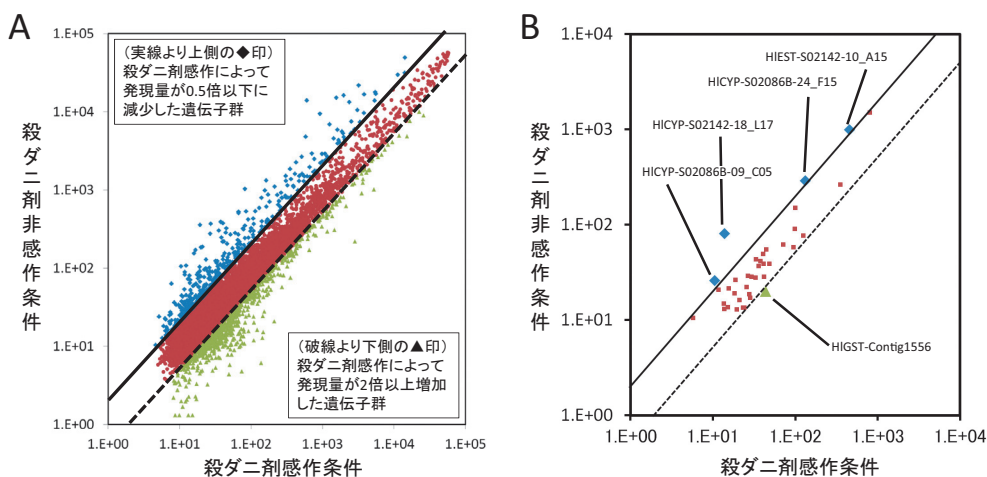 A
殺ダニ剤非感作条件
1.E+05
1.E+04
1.E+03
1.E+02
1.E+01
1.E+00
(実線より上側の◆印)
殺ダニ剤感作によって
発現量が0.5倍以下に
減少した遺伝子群
(破線より下側の▲印)
殺ダニ剤感作によって
発現量が2倍以上増加
した遺伝子群
1.E+00 1.E+01 1.E+02 1.E+03 1.E+04 1.E+05
殺ダニ剤感作条件
B
殺ダニ剤非感作条件
1.E+04
1.E+03
1.E+02
1.E+01
1.E+00
HlEST-S02142-10_A15
HlCYP-S02086B-24_F15
HlCYP-S02142-18_L17
HlCYP-S02086B-09_C05
HlGST-Contig1556
1.E+00 1.E+01 1.E+02 1.E+03 1.E+04
殺ダニ剤感作条件